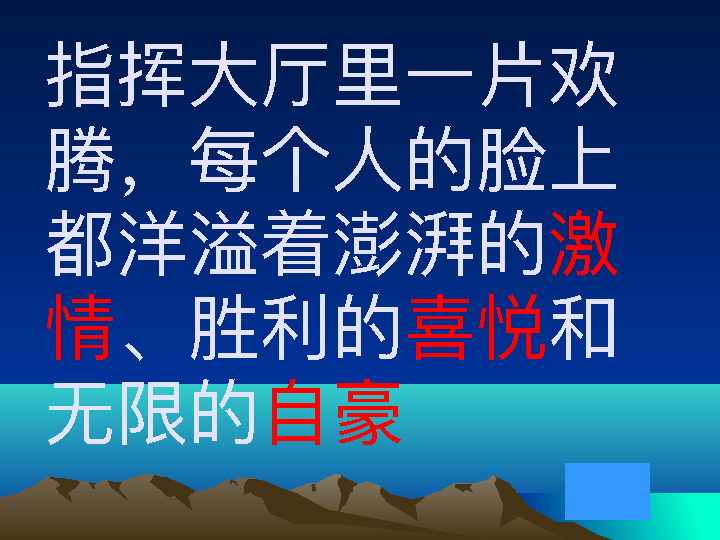 指挥大厅里一片欢
腾，每个人的脸上
都洋溢着澎湃的激
情、胜利的喜悦和
无限的自豪